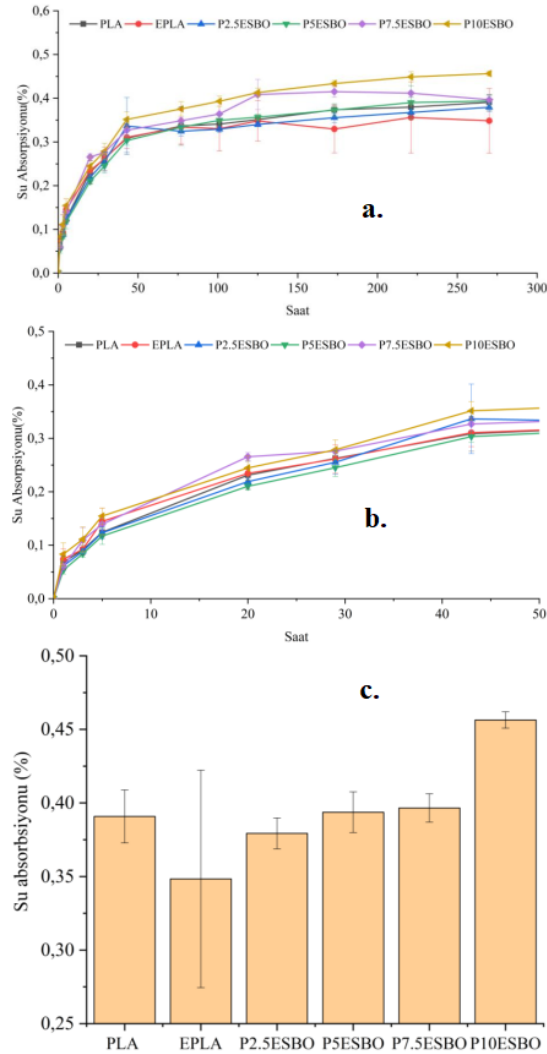 a.
PLA EPLA P2.5ESBO P5ESBO P7.5ESBO P10ESBO
0,6
0,5
0,4
0,3
0,2
0,1
0,0
Su Absorpsiyonu(%)
0 50 100 150 200 250 300
Saat
PLA EPLA P2.5ESBO P5ESBO P7.5ESBO P10ESBO
0,5
0,4
0,3
0,2
0,1
0,0
Su Absorpsiyonu(%)
b.
0 10 20 30 40 50
Saat
c.
0,50
0,45
0,40
0,35
0,30
0,25
Su absorbsiyonu (%)
PLA EPLA P2.5ESBO P5ESBO P7.5ESBO P10ESBO